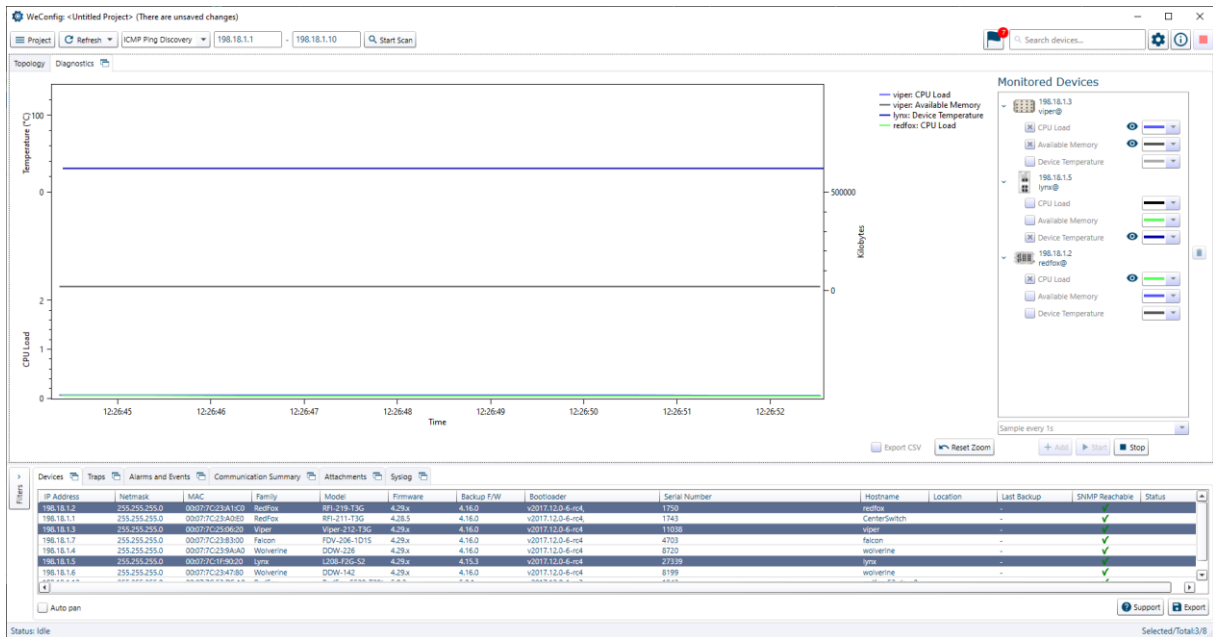 WeConfig: <Untitled Project> (There are unsaved changes)
Project Refresh ICMP Ping Discovery 198.18.1.1 - 198.18.1.10 Start Scan 7 Search devices...
Topology Diagnostics
Temperature (°C)
100
0
500000
Kilobytes
0
2
CPU Load
1
0
12:26:45 12:26:46 12:26:47 12:26:48 12:26:49 12:26:50 12:26:51 12:26:52
Time
viper: CPU Load
viper: Available Memory
lynx: Device Temperature
redfox: CPU Load
Monitored Devices
198.18.1.3
viper@
CPU Load
Available Memory
Device Temperature
198.18.1.5
lynx@
CPU Load
Available Memory
Device Temperature
198.18.1.2
redfox@
CPU Load
Available Memory
Device Temperature
Sample every 1s
Export CSV Reset Zoom Add Start Stop
Filters
Devices Traps Alarms and Events Communication Summary Attachments Syslog
IP Address Netmask MAC Family Model Firmware Backup F/W Bootloader Serial Number Hostname Location Last Backup SNMP Reachable Status
198.18.1.2 255.255.255.0 00:07:7C:23:A1:C0 RedFox RFI-219-T3G 4.29.x 4.16.0 v2017.12.0-6-rc4, 1750 redfox -
198.18.1.1 255.255.255.0 00:07:7C:23:A0:E0 RedFox RFI-211-T3G 4.28.5 4.16.0 v2017.12.0-6-rc4, 1743 CenterSwitch -
198.18.1.3 255.255.255.0 00:07:7C:25:06:20 Viper Viper-212-T3G 4.29.x 4.16.0 v2017.12.0-6-rc4 11038 viper -
198.18.1.7 255.255.255.0 00:07:7C:23:83:00 Falcon FDV-206-1D1S 4.29.x 4.16.0 v2017.12.0-6-rc4 4703 falcon -
198.18.1.4 255.255.255.0 00:07:7C:23:9A:A0 Wolverine DDW-226 4.29.x 4.16.0 v2017.12.0-6-rc4 8720 wolverine -
198.18.1.5 255.255.255.0 00:07:7C:1F:90:20 Lynx L208-F2G-S2 4.29.x 4.15.3 v2017.12.0-6-rc4 27339 lynx -
198.18.1.6 255.255.255.0 00:07:7C:23:47:80 Wolverine DDW-142 4.29.x 4.16.0 v2017.12.0-6-rc4 8199 wolverine -
Auto pan Support Export
Status: Idle Selected/Total:3/8